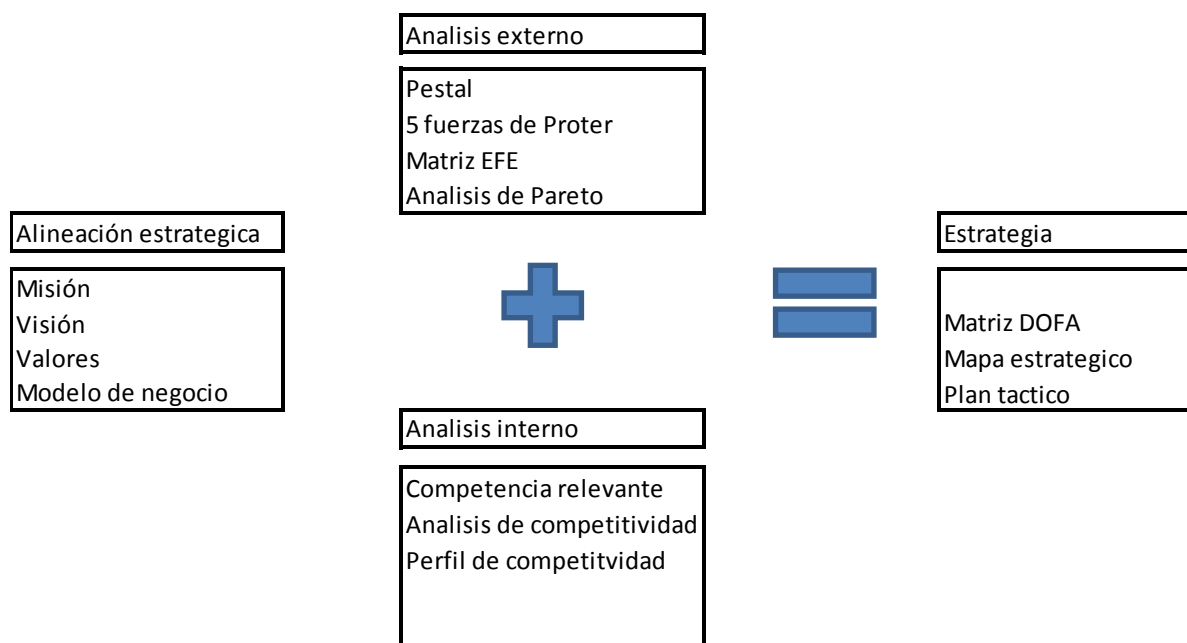 Analisis externo
Pestal
5 fuerzas de Proter
Matriz EFE
Analisis de Pareto
Alineación estrategica
Misión
Visión
Valores
Modelo de negocio
Estrategia
Matriz DOFA
Mapa estrategico
Plan tactico
Analisis interno
Competencia relevante
Analisis de competitividad
Perfil de competitvidad